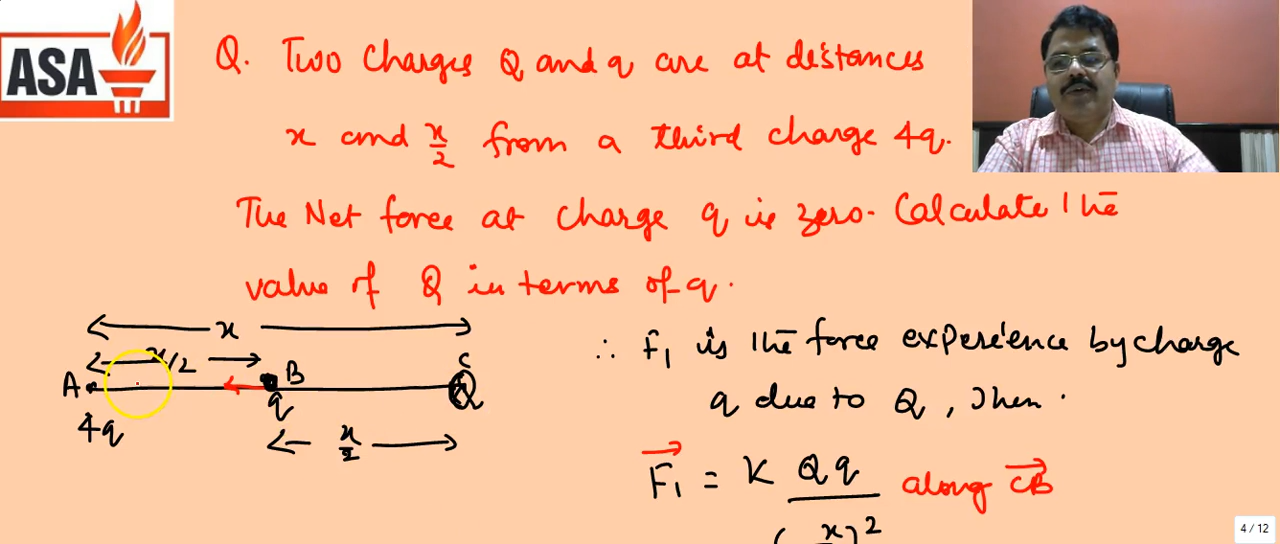 ASA
Q. Two Charges Q and q are at distances
x and x/2 from a third charge 4q.
The Net force at charge q is zero. Calculate the
value of Q in terms of q.
x
x/2
A B C
q Q
4q
x/2
∴ F₁ is the force experience by charge
q due to Q, then.
F₁ = K Qq along CB
(x)²
4 / 12